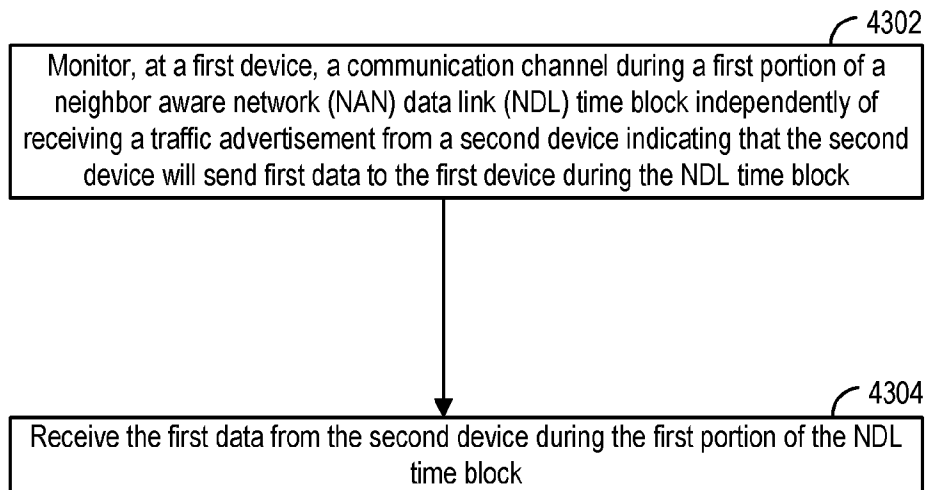 4302
Monitor, at a first device, a communication channel during a first portion of a
neighbor aware network (NAN) data link (NDL) time block independently of
receiving a traffic advertisement from a second device indicating that the second
device will send first data to the first device during the NDL time block
4304
Receive the first data from the second device during the first portion of the NDL
time block